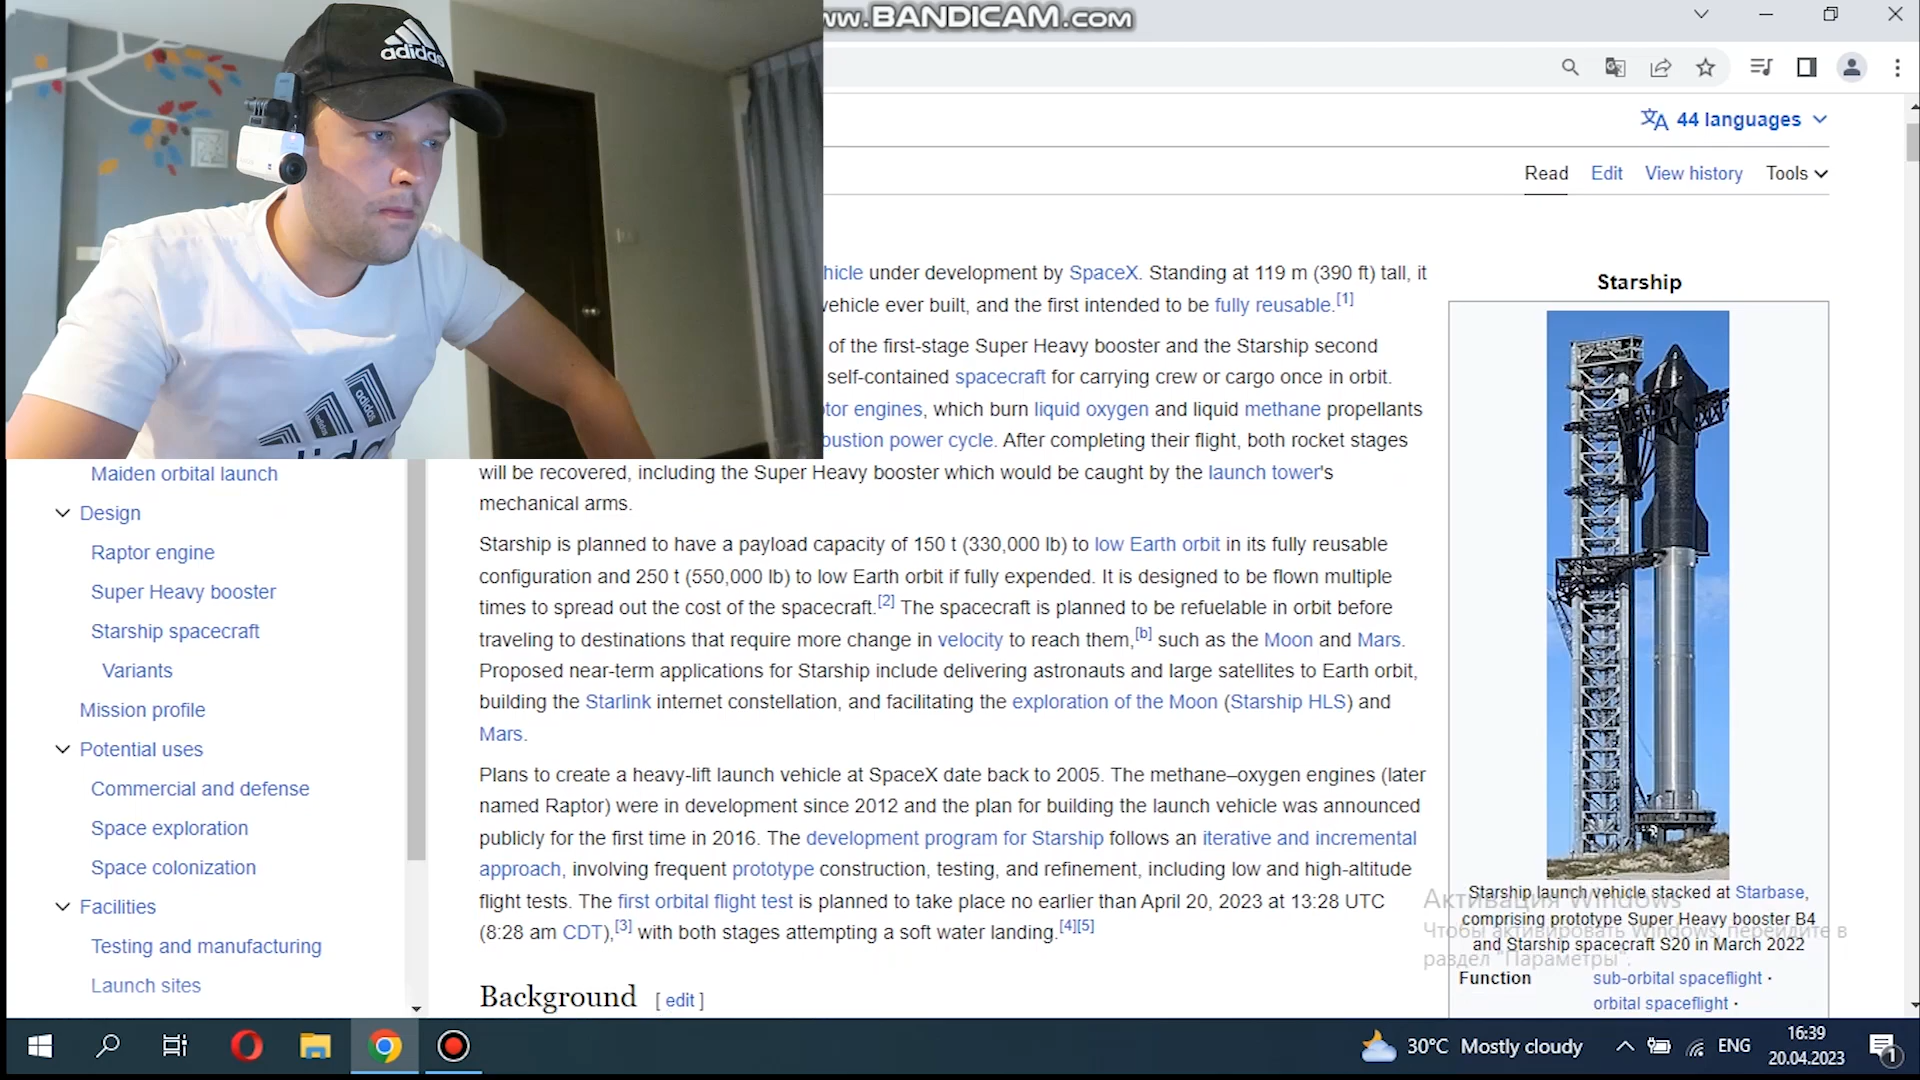 www.BANDICAM.com
adidas
44 languages
Read Edit View history Tools
hicle under development by SpaceX. Standing at 119 m (390 ft) tall, it
vehicle ever built, and the first intended to be fully reusable.[1]
of the first-stage Super Heavy booster and the Starship second
self-contained spacecraft for carrying crew or cargo once in orbit.
tor engines, which burn liquid oxygen and liquid methane propellants
bustion power cycle. After completing their flight, both rocket stages
will be recovered, including the Super Heavy booster which would be caught by the launch tower's
mechanical arms.
Starship is planned to have a payload capacity of 150 t (330,000 lb) to low Earth orbit in its fully reusable
configuration and 250 t (550,000 lb) to low Earth orbit if fully expended. It is designed to be flown multiple
times to spread out the cost of the spacecraft.[2] The spacecraft is planned to be refuelable in orbit before
traveling to destinations that require more change in velocity to reach them,[b] such as the Moon and Mars.
Proposed near-term applications for Starship include delivering astronauts and large satellites to Earth orbit,
building the Starlink internet constellation, and facilitating the exploration of the Moon (Starship HLS) and
Mars.
Plans to create a heavy-lift launch vehicle at SpaceX date back to 2005. The methane–oxygen engines (later
named Raptor) were in development since 2012 and the plan for building the launch vehicle was announced
publicly for the first time in 2016. The development program for Starship follows an iterative and incremental
approach, involving frequent prototype construction, testing, and refinement, including low and high-altitude
flight tests. The first orbital flight test is planned to take place no earlier than April 20, 2023 at 13:28 UTC
(8:28 am CDT),[3] with both stages attempting a soft water landing.[4][5]
Background [ edit ]
Maiden orbital launch
Design
Raptor engine
Super Heavy booster
Starship spacecraft
Variants
Mission profile
Potential uses
Commercial and defense
Space exploration
Space colonization
Facilities
Testing and manufacturing
Launch sites
Starship
Starship launch vehicle stacked at Starbase,
comprising prototype Super Heavy booster B4
and Starship spacecraft S20 in March 2022
Активация Windows
Чтобы активировать Windows, перейдите в
раздел "Параметры".
Function sub-orbital spaceflight ·
orbital spaceflight ·
30°C Mostly cloudy
ENG
16:39
20.04.2023
1
adidas
adidas
adidas